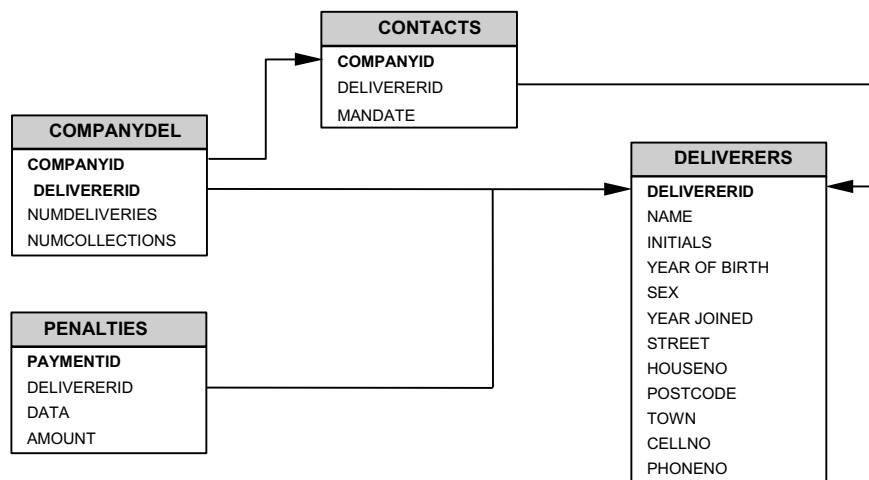 CONTACTS
COMPANYID
DELIVERERID
MANDATE
COMPANYDEL
COMPANYID
DELIVERERID
NUMDELIVERIES
NUMCOLLECTIONS
DELIVERERS
DELIVERERID
NAME
INITIALS
YEAR OF BIRTH
SEX
YEAR JOINED
STREET
HOUSENO
POSTCODE
TOWN
CELLNO
PHONENO
PENALTIES
PAYMENTID
DELIVERERID
DATA
AMOUNT